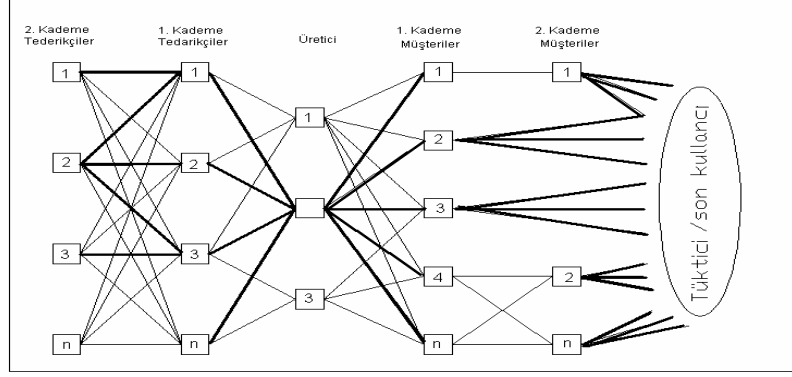 2. Kademe
Tederikçiler
1. Kademe
Tedarikçiler
Üretici
1. Kademe
Müşteriler
2. Kademe
Müşteriler
1
1
1
1
1
2
2
2
3
3
3
3
4
2
n
n
n
n
Tüktici /son kullancı